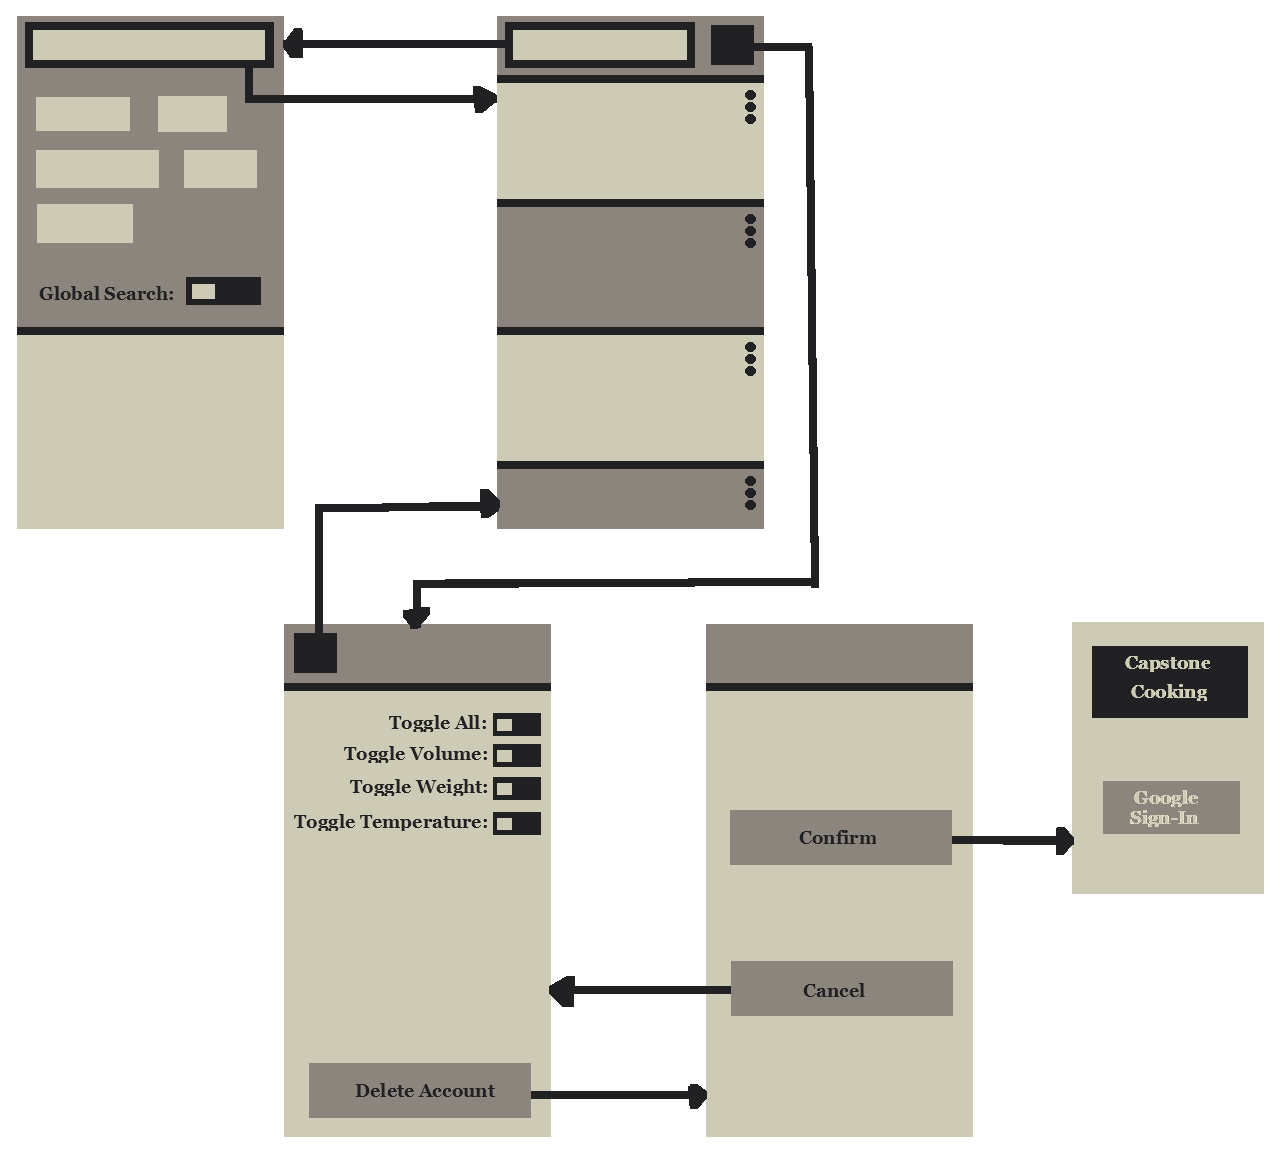 Global Search:
Toggle All:
Toggle Volume:
Toggle Weight:
Toggle Temperature:
Delete Account
Confirm
Cancel
Capstone
Cooking
Google
Sign-In